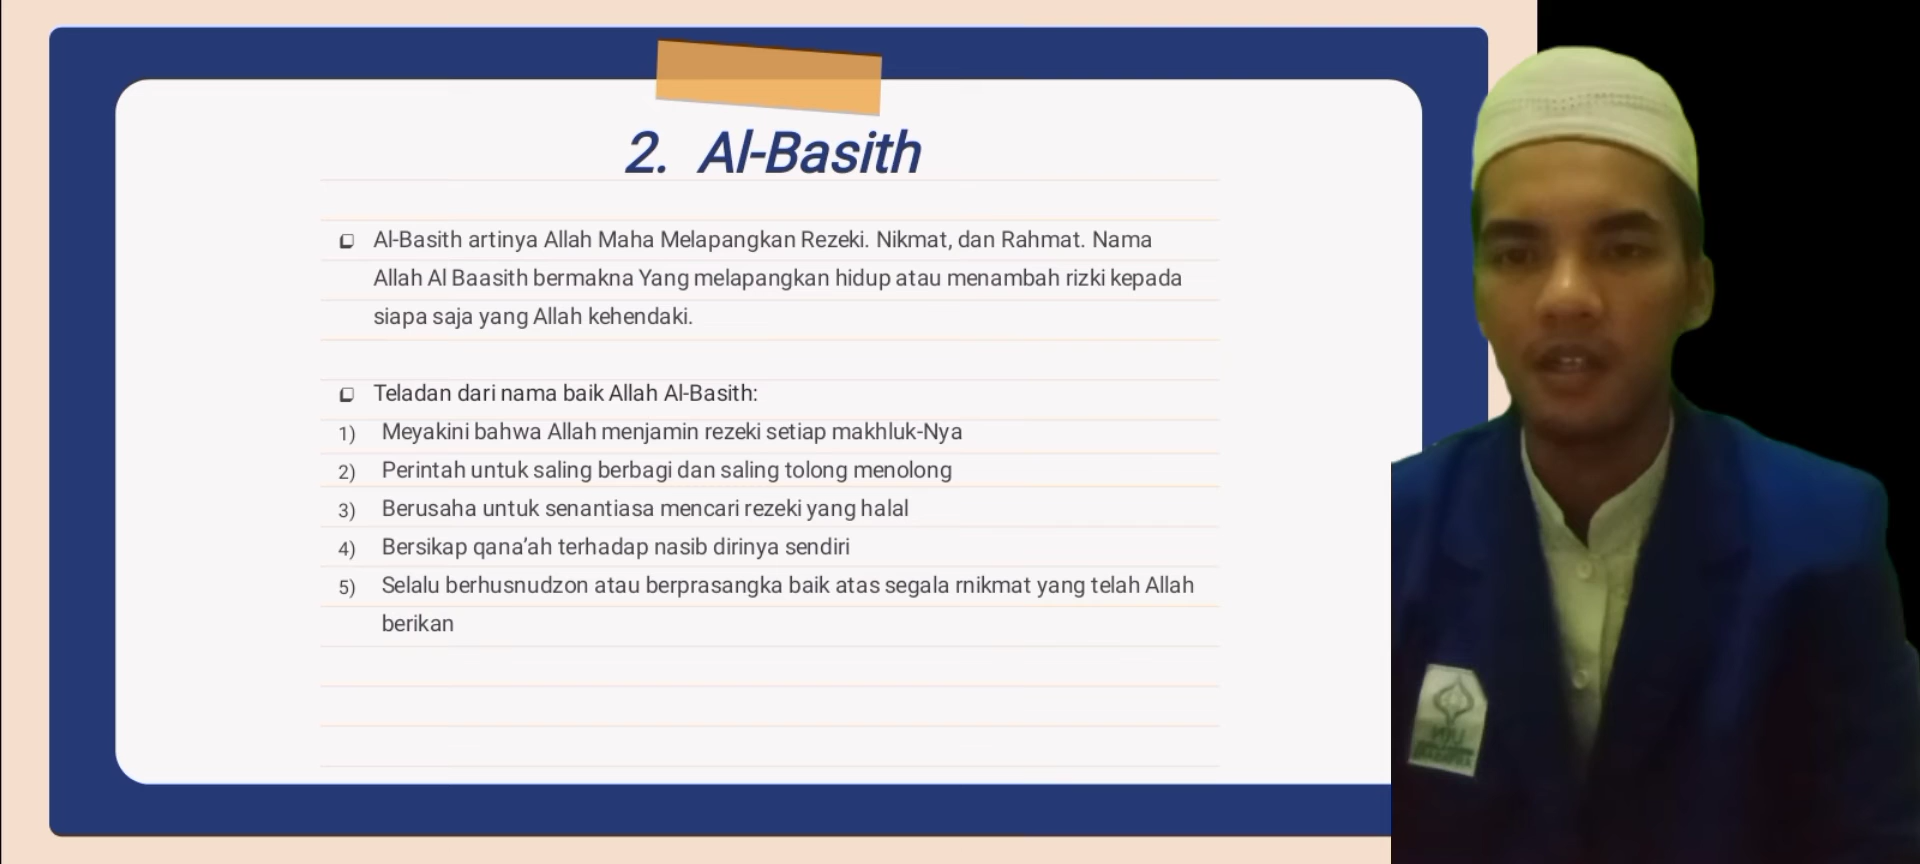 2. Al-Basith
Al-Basith artinya Allah Maha Melapangkan Rezeki. Nikmat, dan Rahmat. Nama
Allah Al Baasith bermakna Yang melapangkan hidup atau menambah rizki kepada
siapa saja yang Allah kehendaki.
Teladan dari nama baik Allah Al-Basith:
1) Meyakini bahwa Allah menjamin rezeki setiap makhluk-Nya
2) Perintah untuk saling berbagi dan saling tolong menolong
3) Berusaha untuk senantiasa mencari rezeki yang halal
4) Bersikap qana’ah terhadap nasib dirinya sendiri
5) Selalu berhusnudzon atau berprasangka baik atas segala rnikmat yang telah Allah
berikan